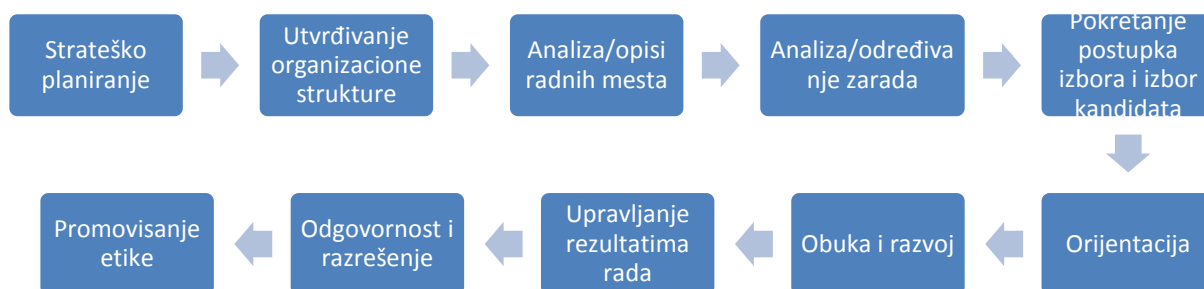 Strateško
planiranje
Utvrđivanje
organizacione
strukture
Analiza/opisi
radnih mesta
Analiza/određiva
nje zarada
Pokretanje
postupka
izbora i izbor
kandidata
Orijentacija
Obuka i razvoj
Upravljanje
rezultatima
rada
Odgovornost i
razrešenje
Promovisanje
etike